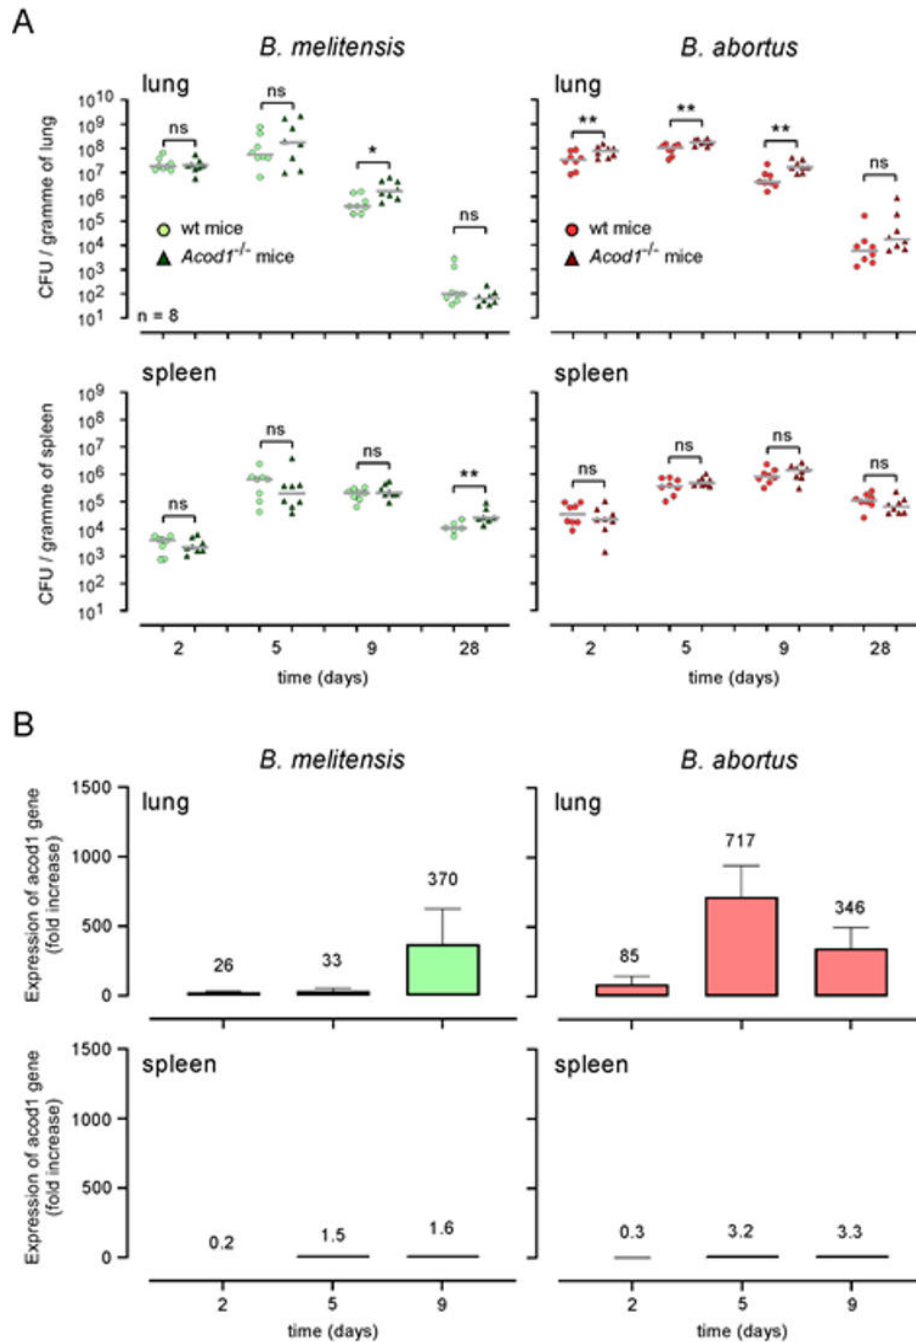 A
B. melitensis
B. abortus
lung
lung
CFU / gramme of lung
10^10
10^9
10^8
10^7
10^6
10^5
10^4
10^3
10^2
10^1
ns
ns
*
ns
**
**
**
ns
wt mice
Acod1^-/- mice
wt mice
Acod1^-/- mice
n = 8
spleen
spleen
CFU / gramme of spleen
10^9
10^8
10^7
10^6
10^5
10^4
10^3
10^2
10^1
ns
ns
ns
**
ns
ns
ns
ns
2 5 9 28
2 5 9 28
time (days)
time (days)
B
B. melitensis
B. abortus
lung
lung
Expression of acod1 gene
(fold increase)
1500
1000
500
0
26
33
370
85
717
346
2 5 9
2 5 9
spleen
spleen
Expression of acod1 gene
(fold increase)
1500
1000
500
0
0.2
1.5
1.6
0.3
3.2
3.3
2 5 9
2 5 9
time (days)
time (days)